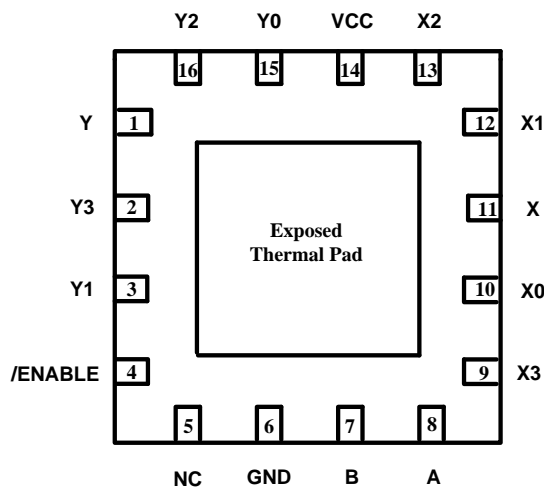 Y2 Y0 VCC X2
16 15 14 13
Y 1 12 X1
Y3 2 11 X
Exposed
Thermal Pad
Y1 3 10 X0
/ENABLE 4 9 X3
5 6 7 8
NC GND B A